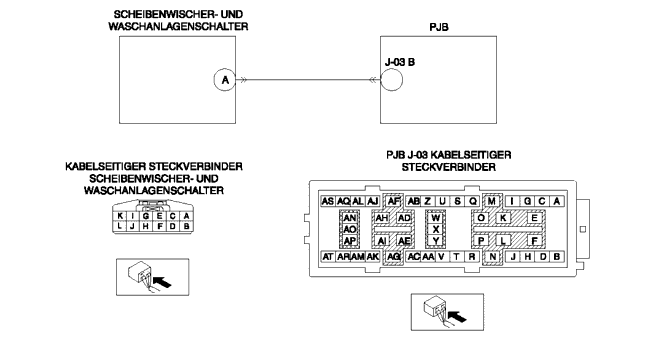 SCHEIBENWISCHER- UND
WASCHANLAGENSCHALTER
PJB
A
J-03 B
KABELSEITIGER STECKVERBINDER
SCHEIBENWISCHER- UND
WASCHANLAGENSCHALTER
K I G E C A
L J H F D B
PJB J-03 KABELSEITIGER
STECKVERBINDER
AS AQ AL AJ AF AB Z U S Q M I G C A
AN AH AD W O K E
AO X
AP AI AE Y P L F
AT AR AM AK AG AC AA V T R N J H D B